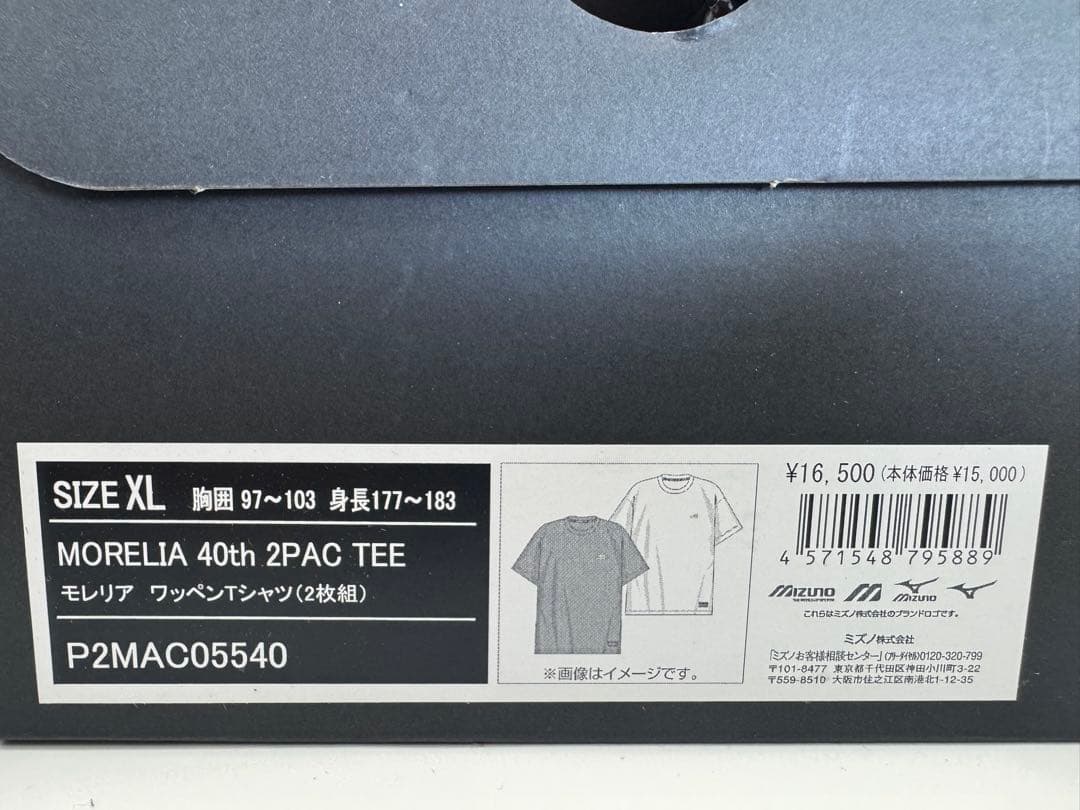 SIZE XL 胸囲 97～103 身長177～183
MORELIA 40th 2PAC TEE
モレリア ワッペンTシャツ(2枚組)
P2MAC05540
※画像はイメージです。
¥16,500(本体価格 ¥15,000)
4 571548 795889
MIZUNO MIZUNO
これらはミズノ株式会社のブランドロゴです。
ミズノ株式会社
「ミズノお客様相談センター」(フリーダイヤル)0120-320-799
〒101-8477 東京都千代田区神田小川町3-22
〒559-8510 大阪市住之江区南港北1-12-35